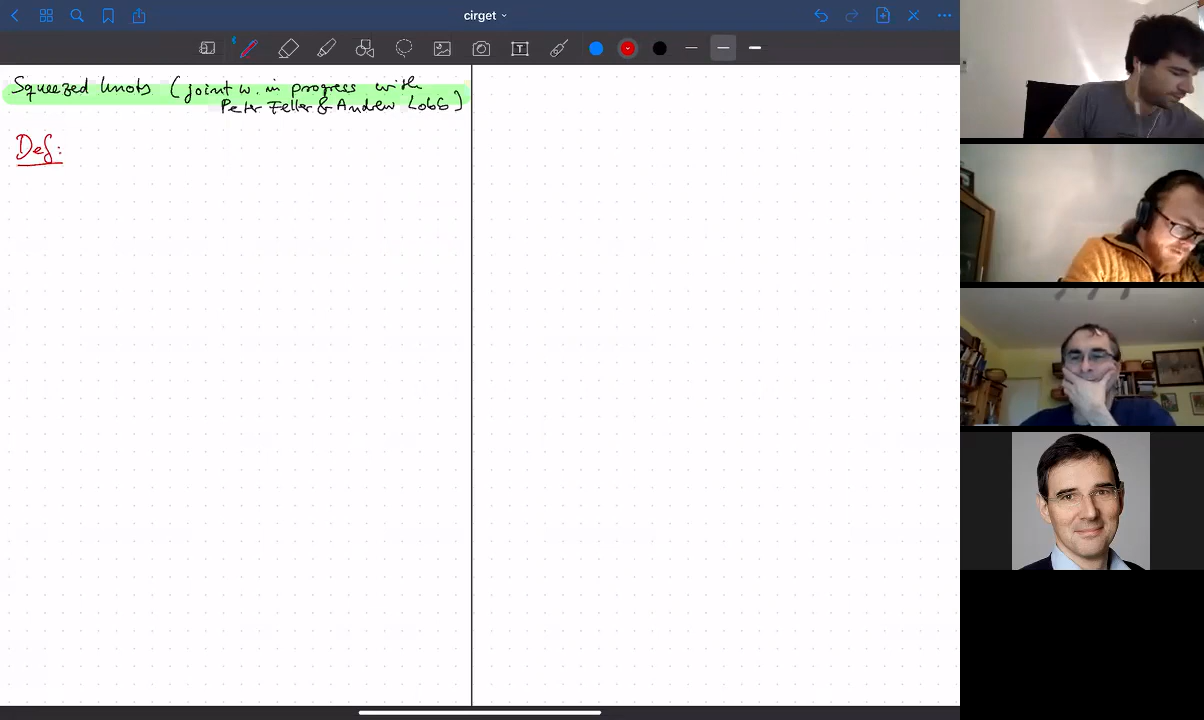 cirget
Squeezed knots (joint w. in progress with
Peter Feller & Andrew Lobb)
Def: